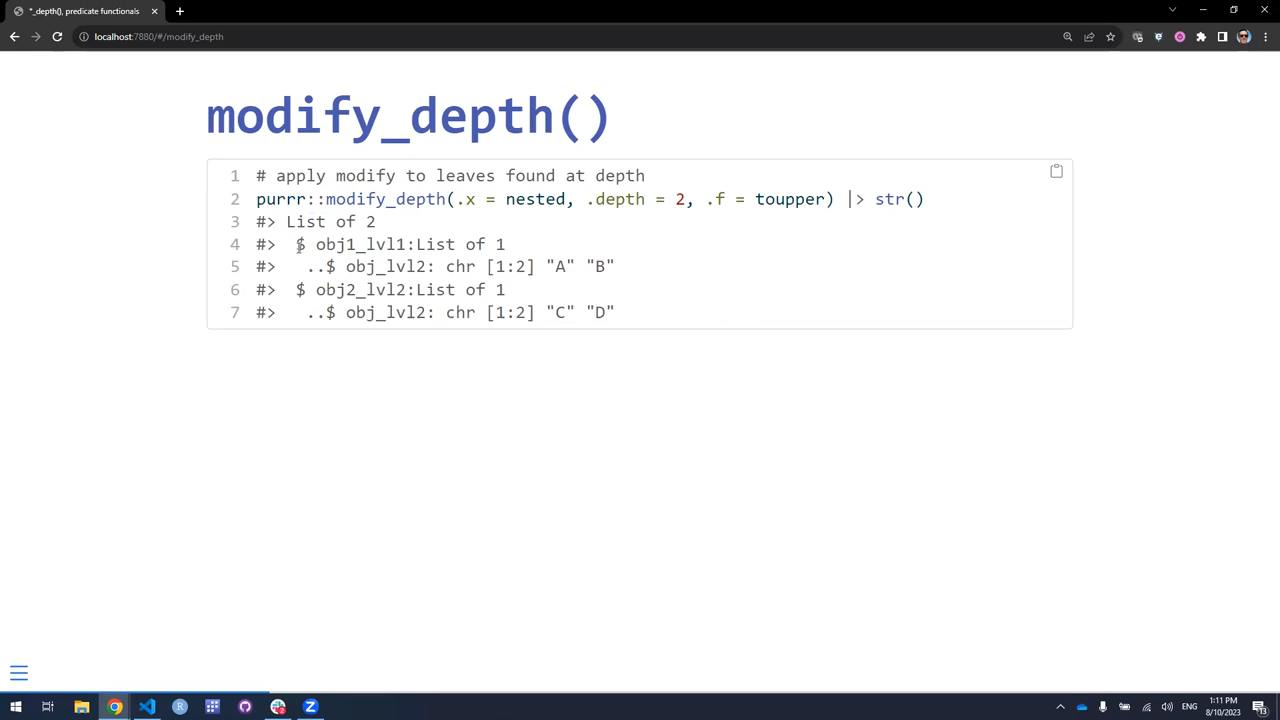 *_depth(), predicate functionals
localhost:7880/#/modify_depth
modify_depth()
1 # apply modify to leaves found at depth
2 purrr::modify_depth(.x = nested, .depth = 2, .f = toupper) |> str()
3 #> List of 2
4 #>  $ obj1_lvl1:List of 1
5 #>   ..$ obj_lvl2: chr [1:2] "A" "B"
6 #>  $ obj2_lvl2:List of 1
7 #>   ..$ obj_lvl2: chr [1:2] "C" "D"
ENG
1:11 PM
8/10/2023
13